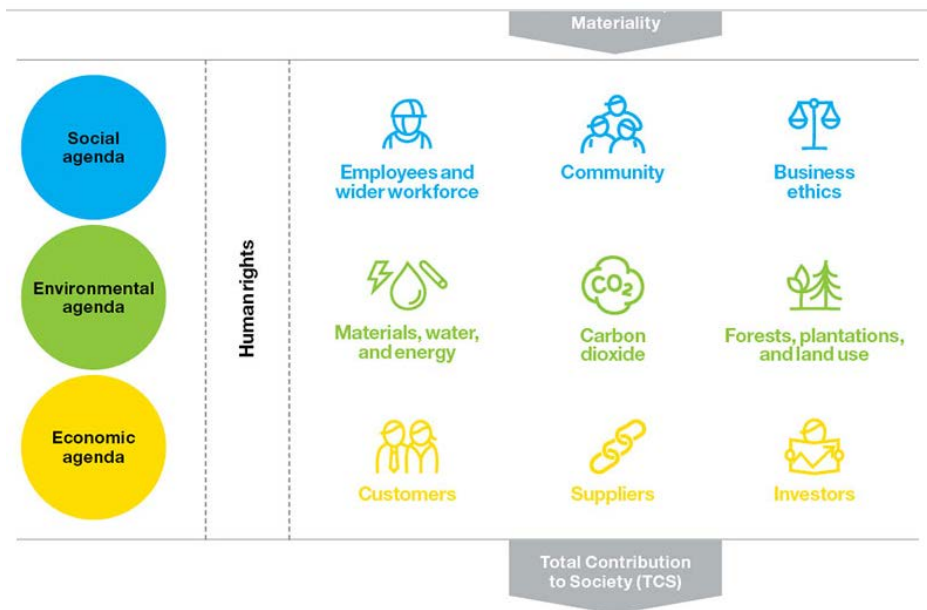 Materiality
Social
agenda
Employees and
wider workforce
Community
Business
ethics
Human rights
Environmental
agenda
CO₂
Materials, water,
and energy
Carbon
dioxide
Forests, plantations,
and land use
Economic
agenda
Customers
Suppliers
Investors
Total Contribution
to Society (TCS)